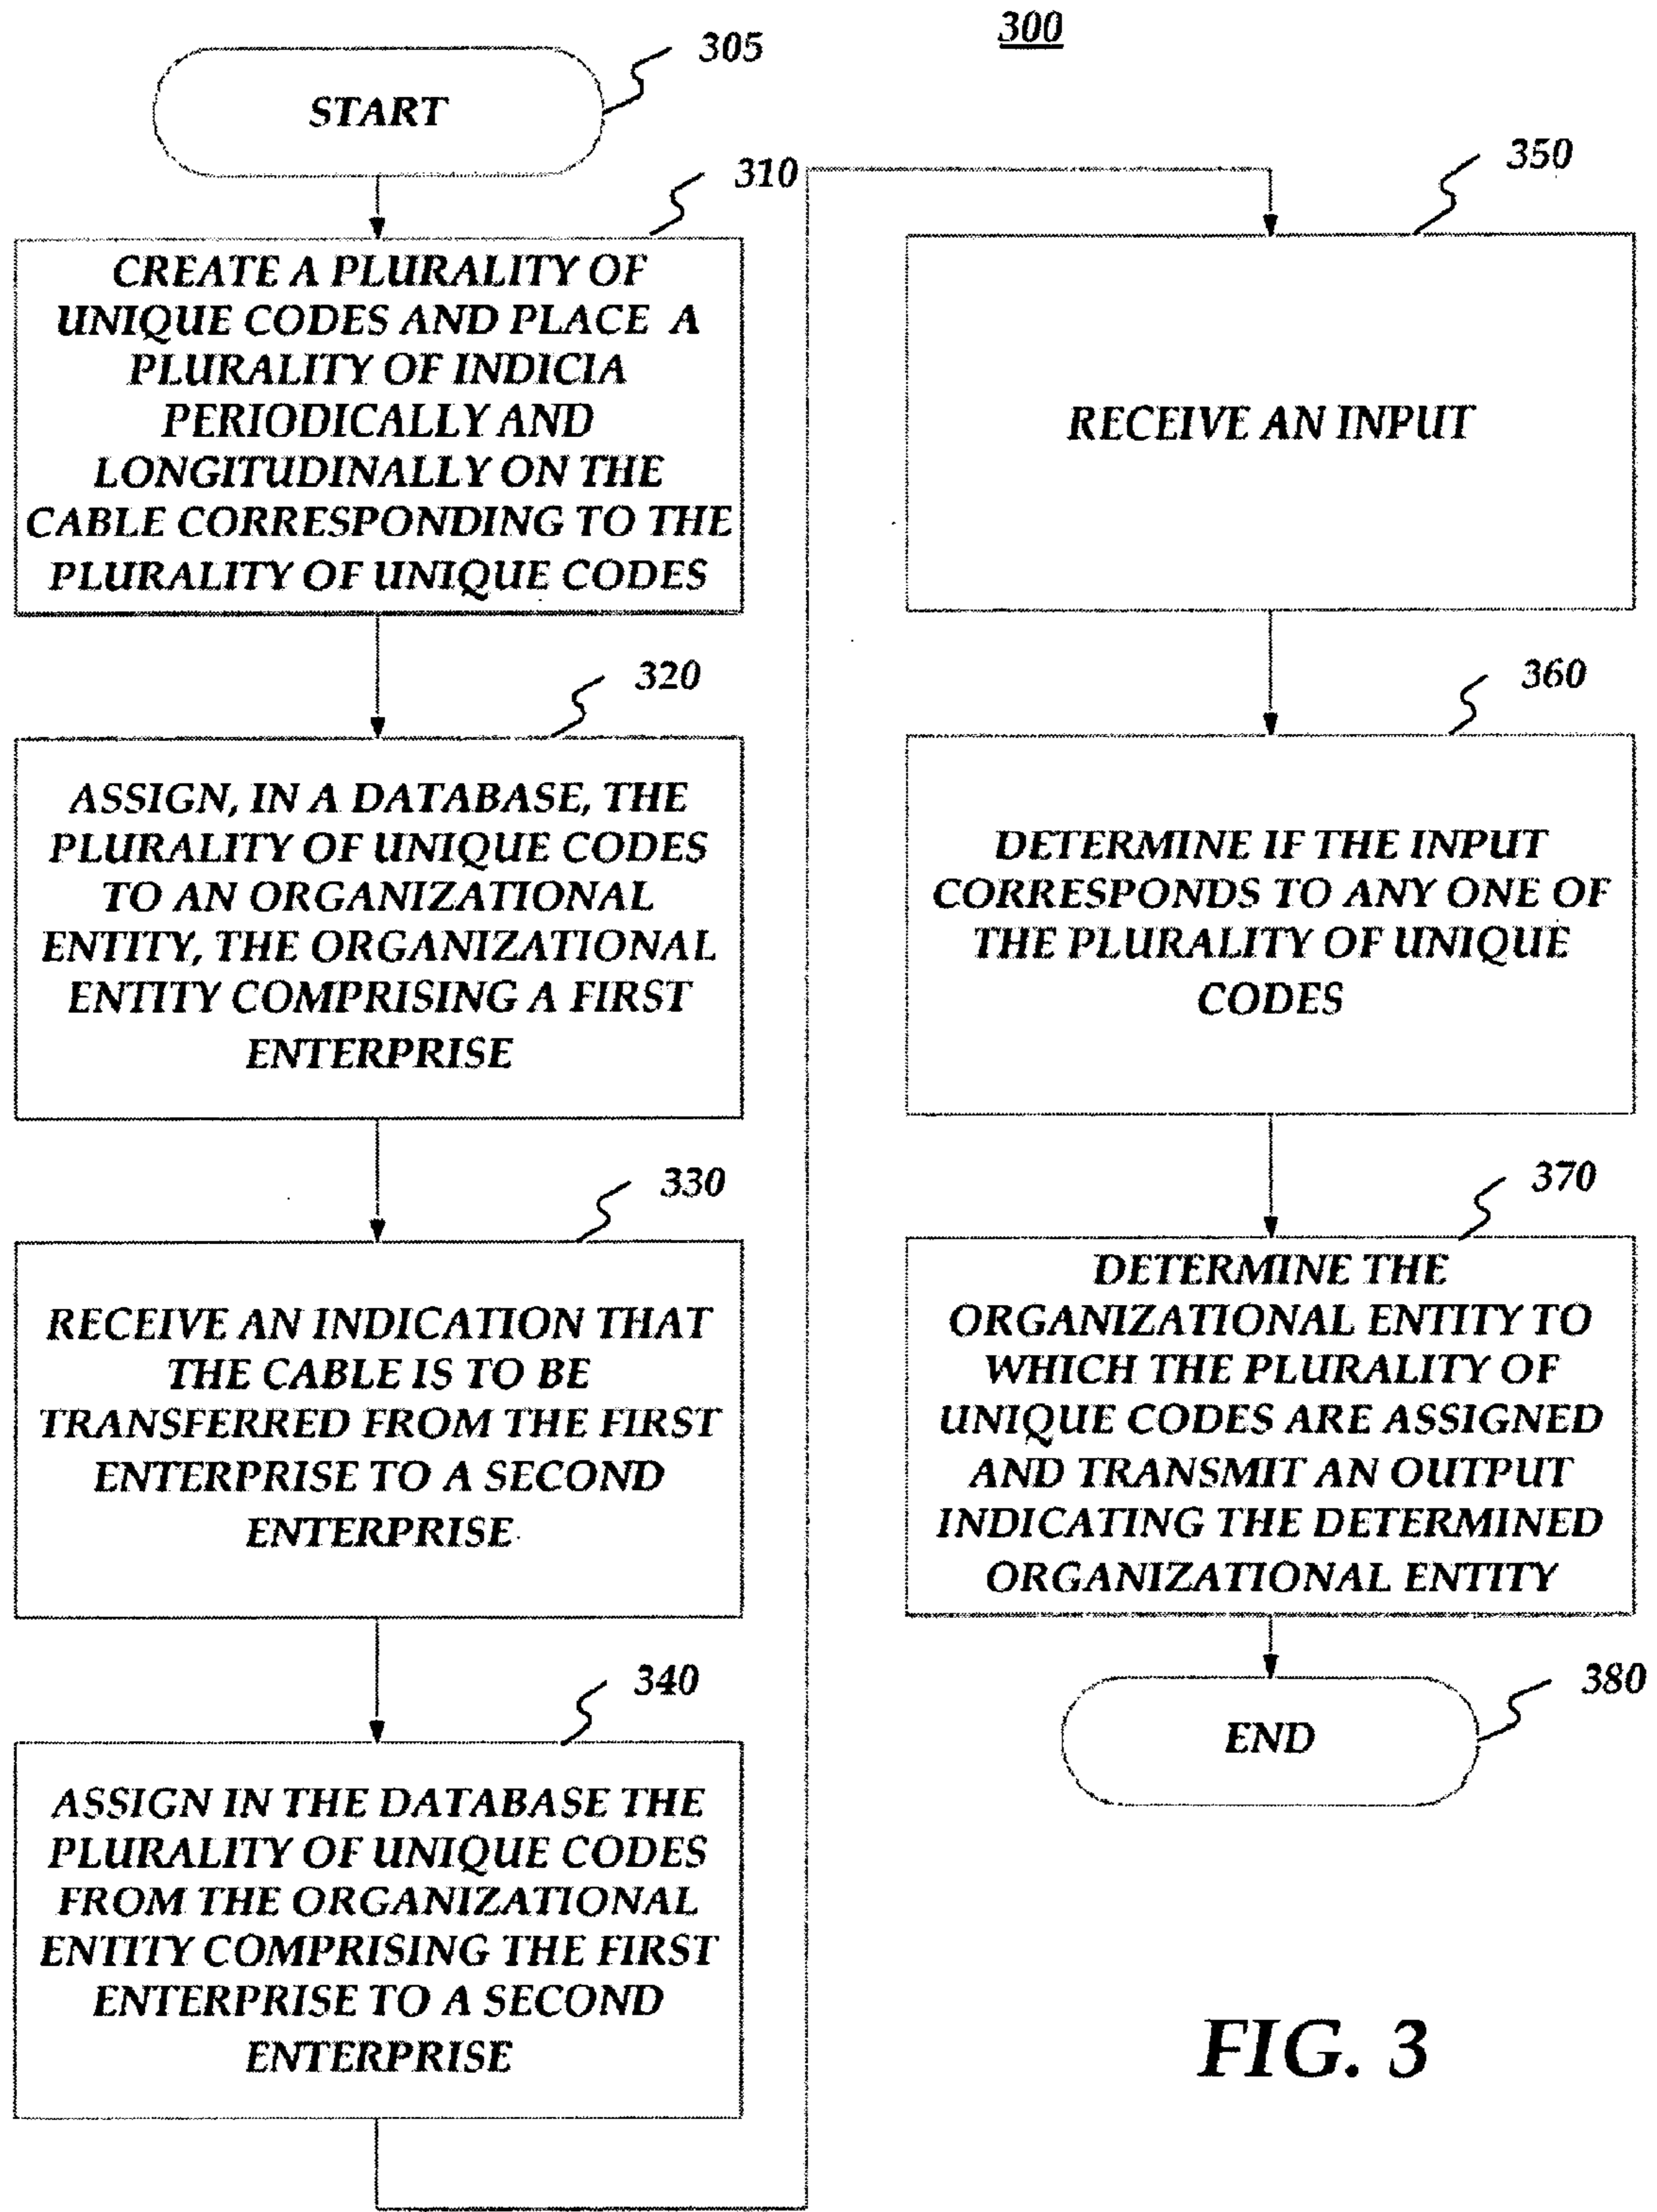 300
305
START
310
CREATE A PLURALITY OF
UNIQUE CODES AND PLACE A
PLURALITY OF INDICIA
PERIODICALLY AND
LONGITUDINALLY ON THE
CABLE CORRESPONDING TO THE
PLURALITY OF UNIQUE CODES
320
ASSIGN, IN A DATABASE, THE
PLURALITY OF UNIQUE CODES
TO AN ORGANIZATIONAL
ENTITY, THE ORGANIZATIONAL
ENTITY COMPRISING A FIRST
ENTERPRISE
330
RECEIVE AN INDICATION THAT
THE CABLE IS TO BE
TRANSFERRED FROM THE FIRST
ENTERPRISE TO A SECOND
ENTERPRISE
340
ASSIGN IN THE DATABASE THE
PLURALITY OF UNIQUE CODES
FROM THE ORGANIZATIONAL
ENTITY COMPRISING THE FIRST
ENTERPRISE TO A SECOND
ENTERPRISE
350
RECEIVE AN INPUT
360
DETERMINE IF THE INPUT
CORRESPONDS TO ANY ONE OF
THE PLURALITY OF UNIQUE
CODES
370
DETERMINE THE
ORGANIZATIONAL ENTITY TO
WHICH THE PLURALITY OF
UNIQUE CODES ARE ASSIGNED
AND TRANSMIT AN OUTPUT
INDICATING THE DETERMINED
ORGANIZATIONAL ENTITY
380
END
FIG. 3